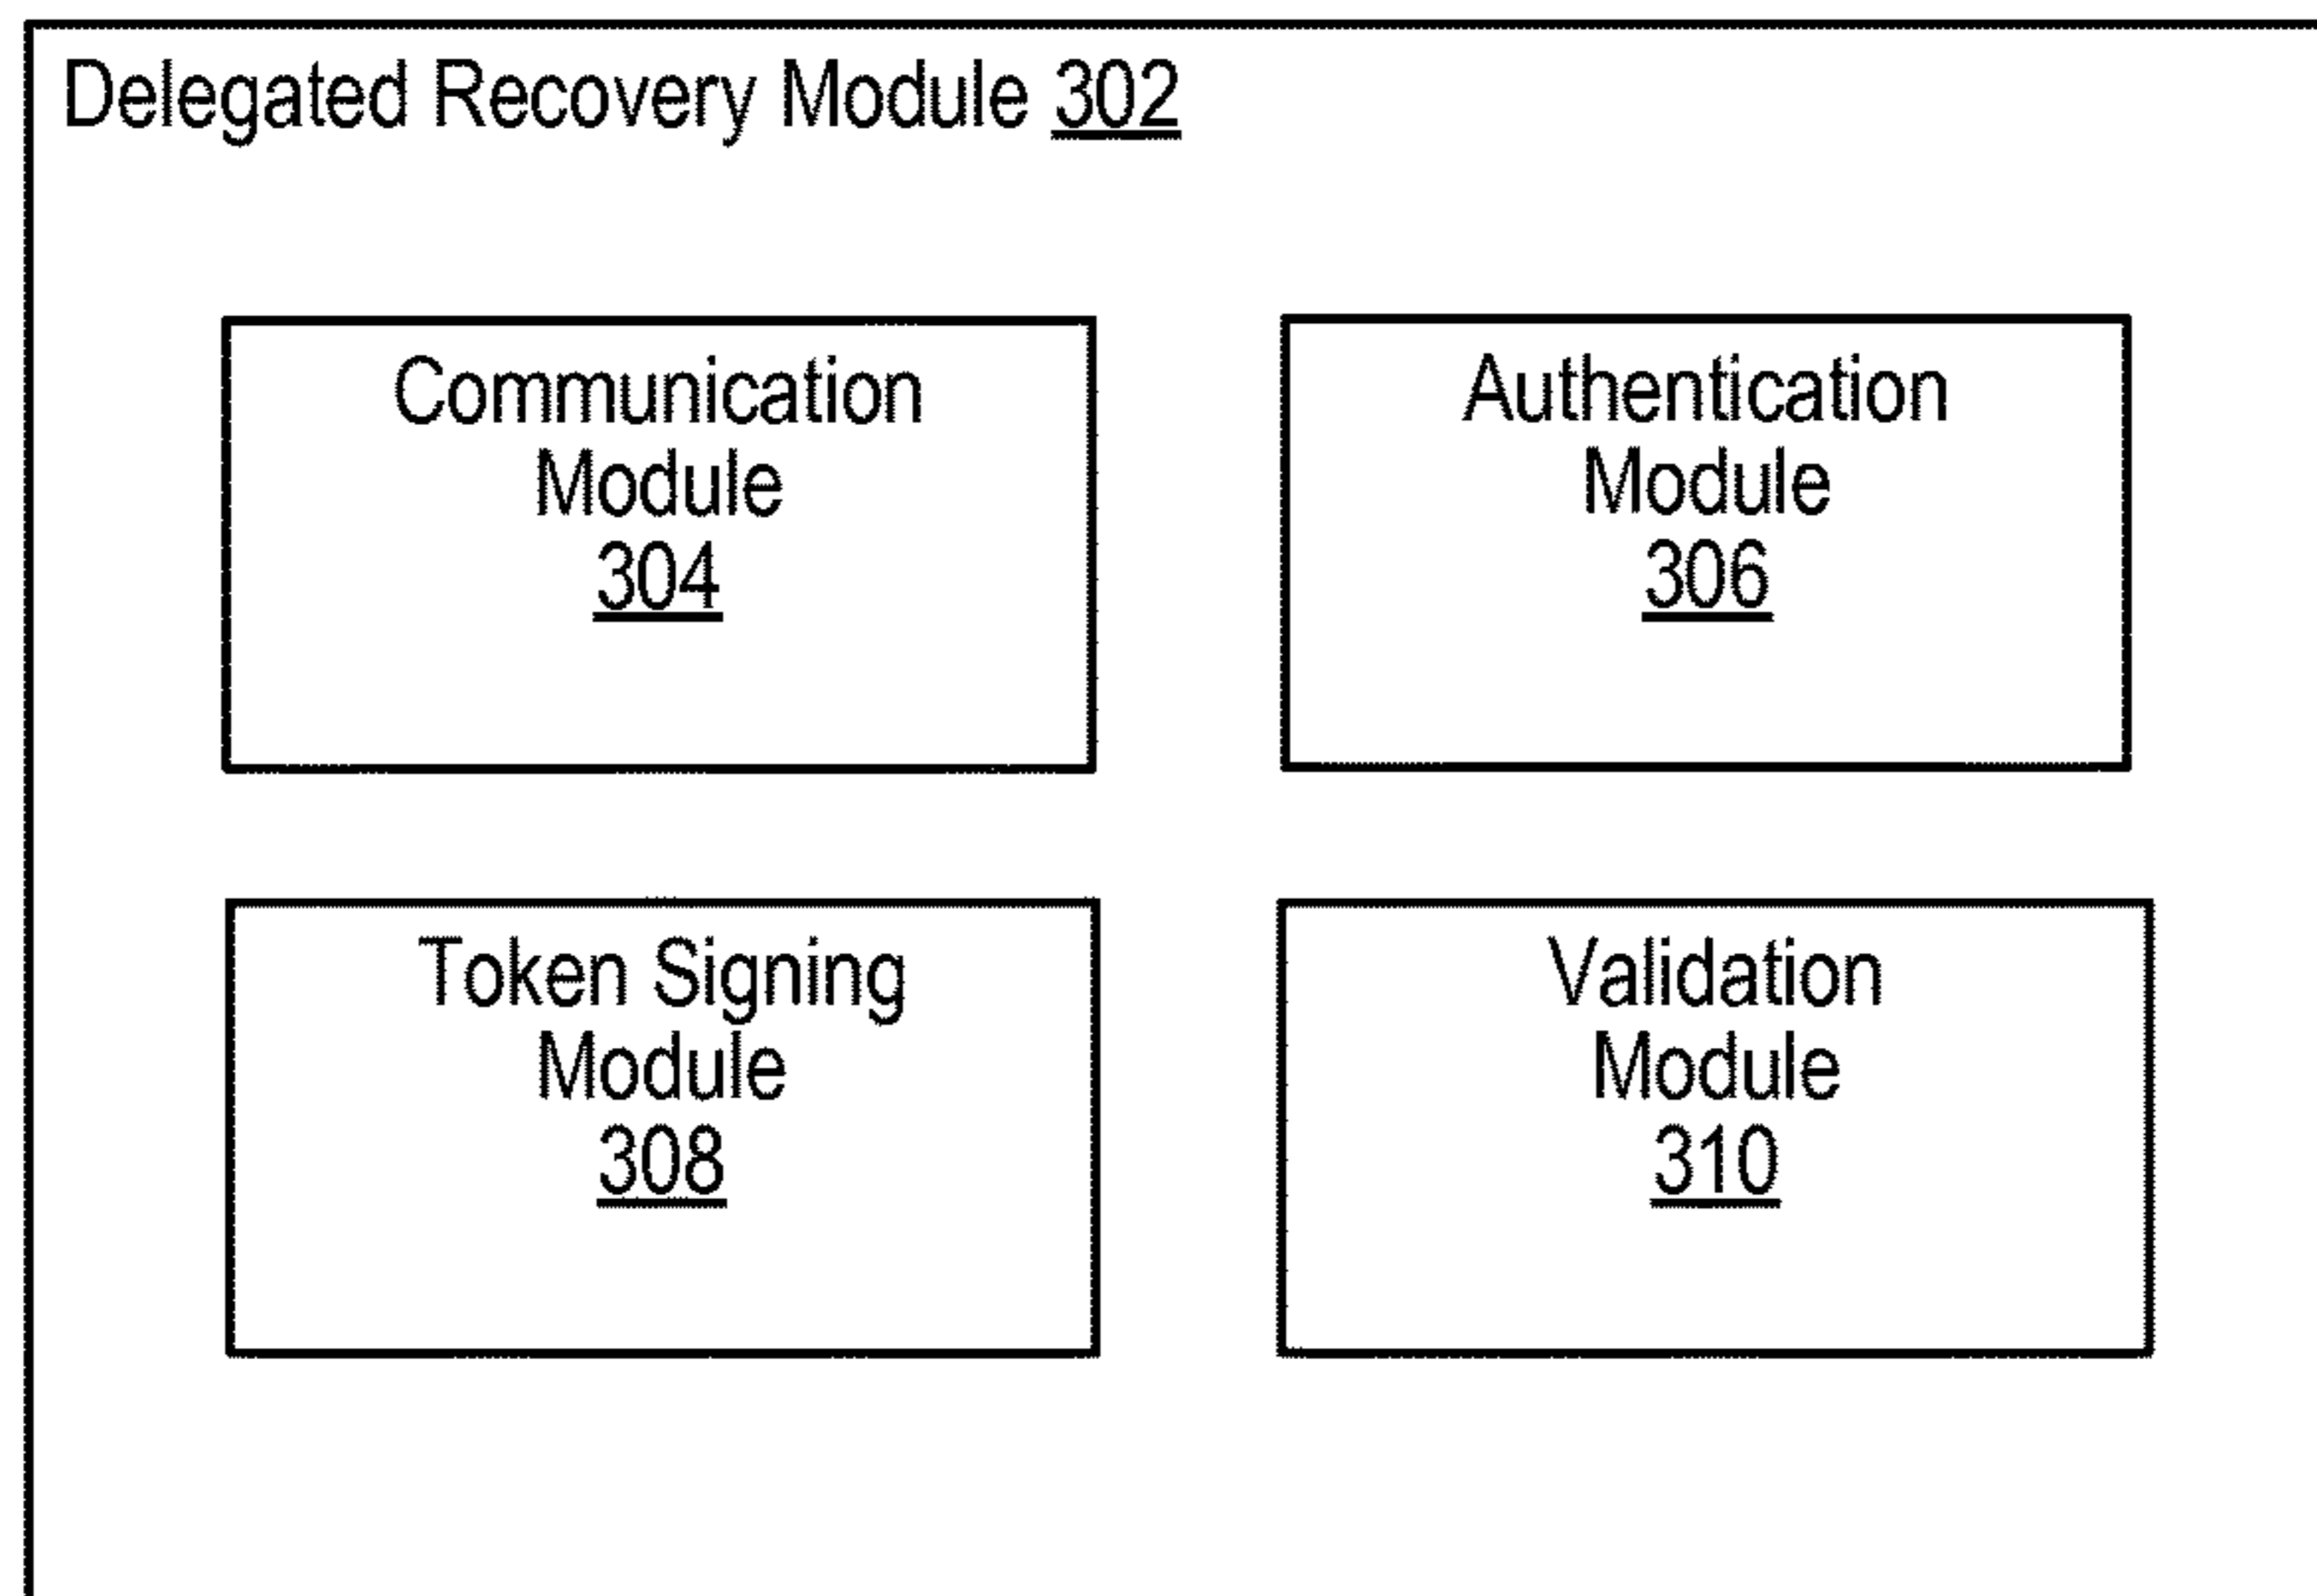 Delegated Recovery Module 302
Communication
Module
304
Authentication
Module
306
Token Signing
Module
308
Validation
Module
310